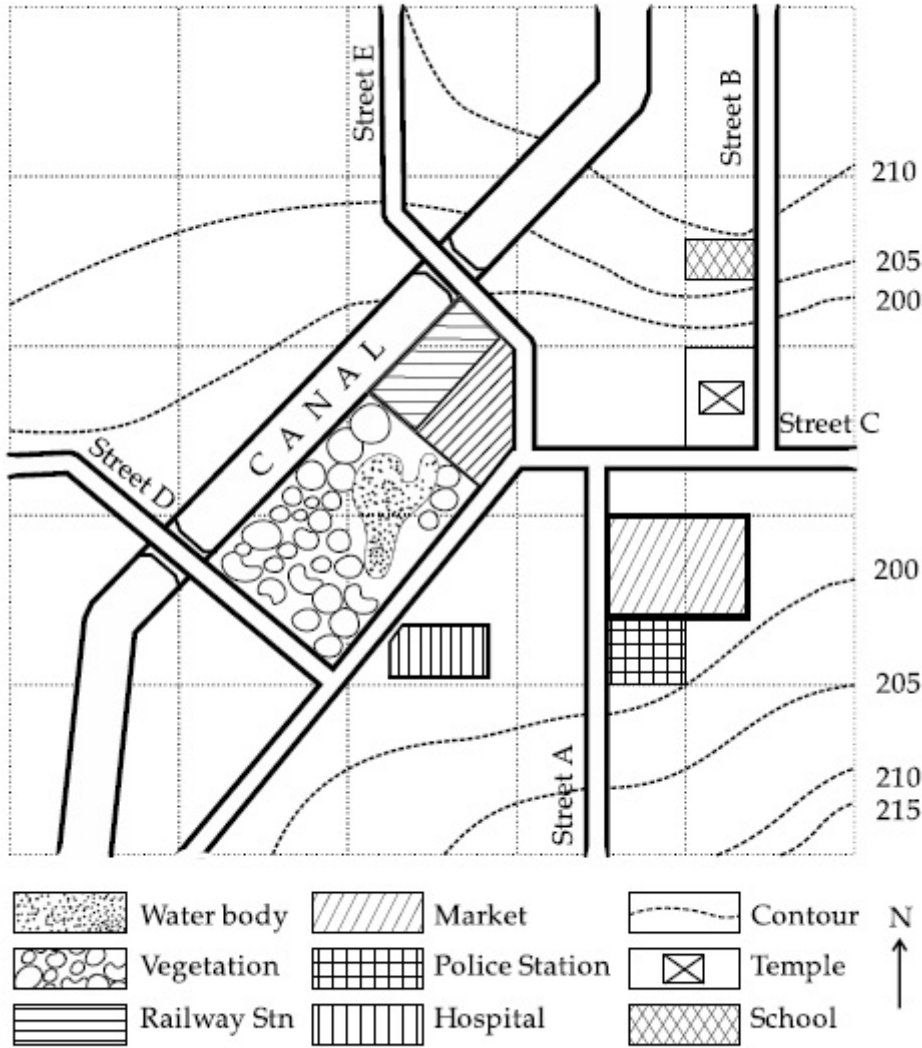 Street E
Street B
210
205
200
CANAL
Street C
Street D
200
205
210
215
Street A
Water body
Market
Contour
N
Vegetation
Police Station
Temple
Railway Stn
Hospital
School